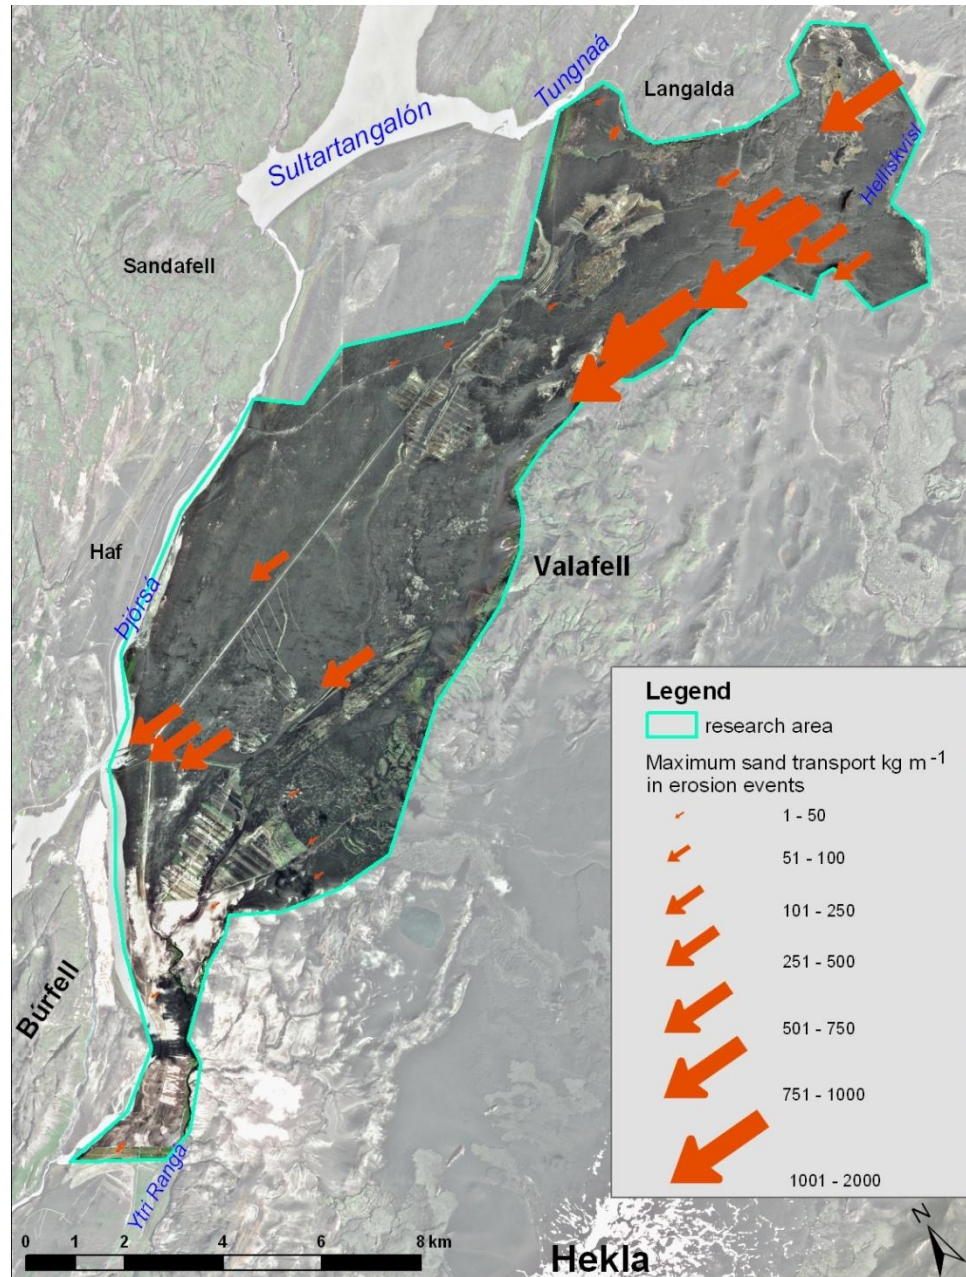 Tungnaá
Langalda
Sultartangalón
Helliskvísl
Sandafell
Haf
Þjórsá
Valafell
Legend
research area
Maximum sand transport kg m⁻¹
in erosion events
1 - 50
51 - 100
101 - 250
251 - 500
501 - 750
751 - 1000
1001 - 2000
Búrfell
Ytri Rangá
N
0 1 2 4 6 8 km
Hekla